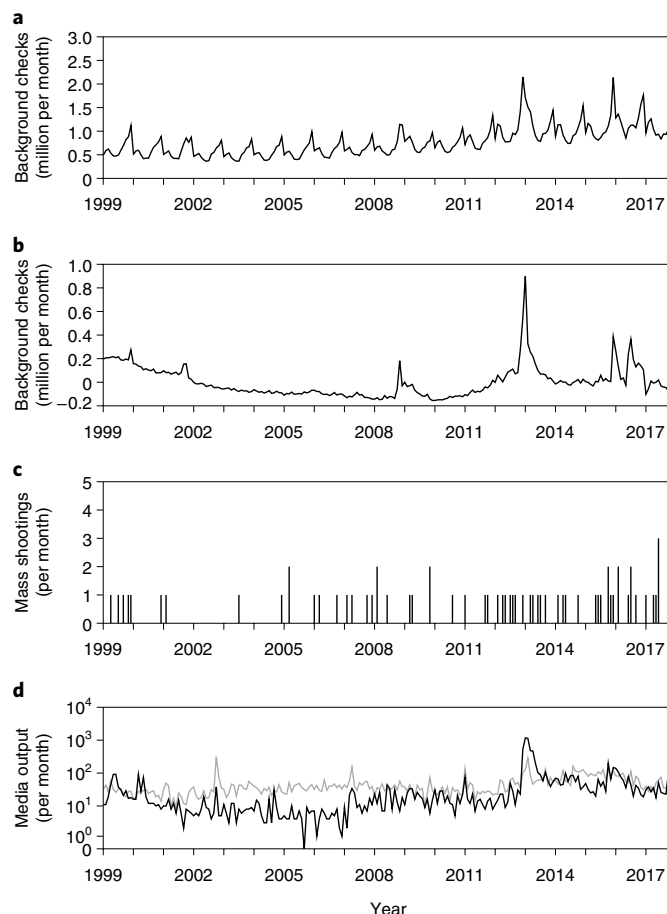 a
Background checks
(million per month)
3.0
2.5
2.0
1.5
1.0
0.5
0
1999 2002 2005 2008 2011 2014 2017
b
Background checks
(million per month)
1.0
0.8
0.6
0.4
0.2
0
−0.2
1999 2002 2005 2008 2011 2014 2017
c
Mass shootings
(per month)
5
4
3
2
1
0
1999 2002 2005 2008 2011 2014 2017
d
Media output
(per month)
10⁴
10³
10²
10¹
10⁰
0
1999 2002 2005 2008 2011 2014 2017
Year